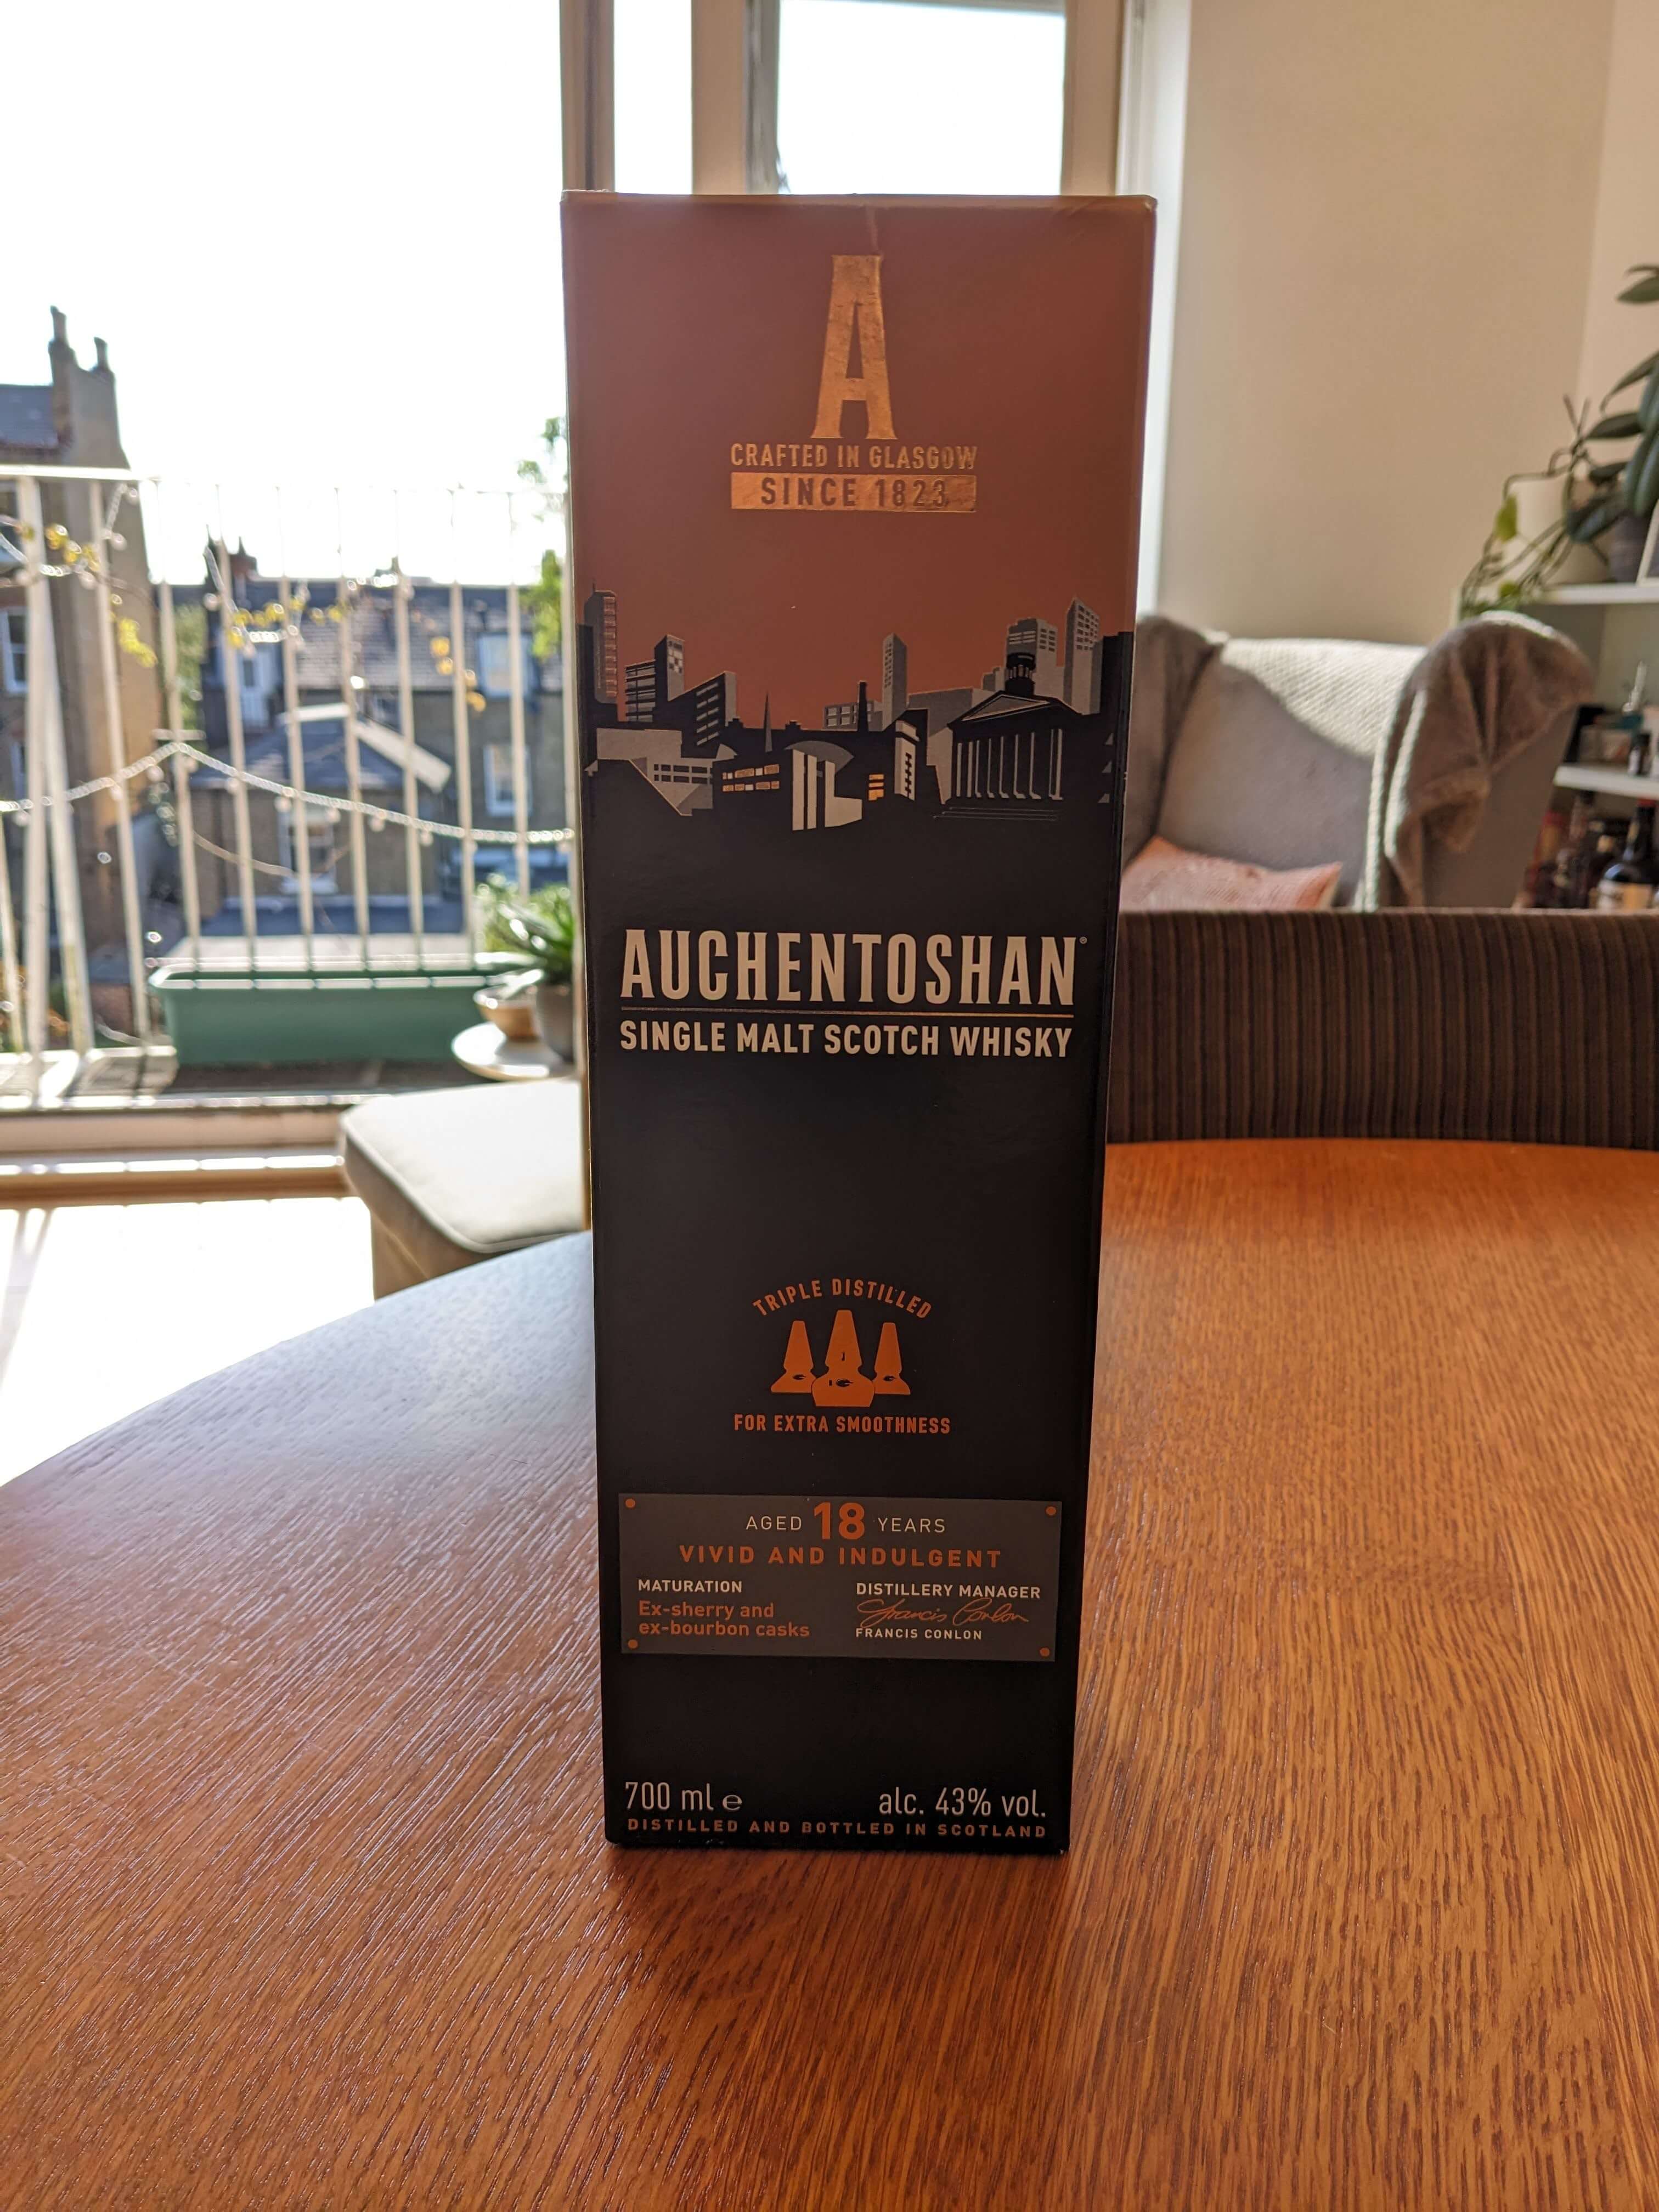 A
CRAFTED IN GLASGOW
SINCE 1823
AUCHENTOSHAN®
SINGLE MALT SCOTCH WHISKY
TRIPLE DISTILLED
FOR EXTRA SMOOTHNESS
AGED 18 YEARS
VIVID AND INDULGENT
MATURATION
Ex-sherry and
ex-bourbon casks
DISTILLERY MANAGER
Francis Conlon
FRANCIS CONLON
700 ml ℮
alc. 43% vol.
DISTILLED AND BOTTLED IN SCOTLAND